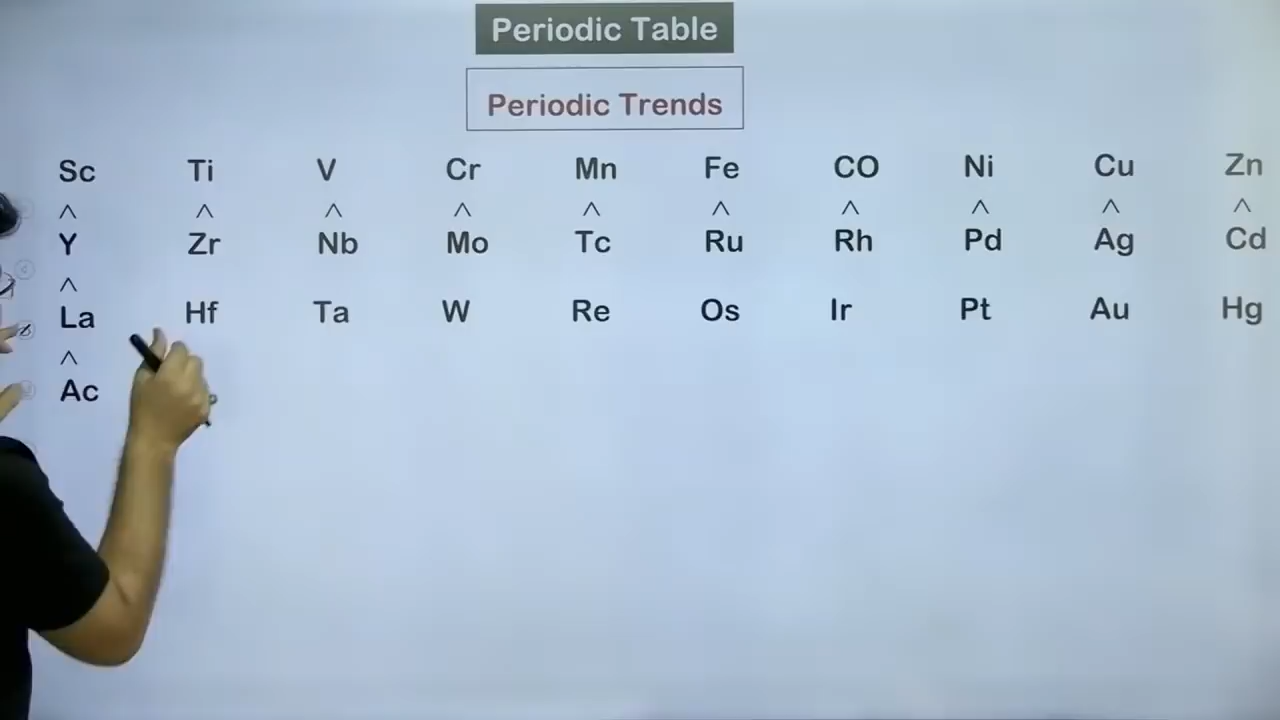 Periodic Table
Periodic Trends
Sc Ti V Cr Mn Fe CO Ni Cu Zn
^ ^ ^ ^ ^ ^ ^ ^ ^ ^
Y Zr Nb Mo Tc Ru Rh Pd Ag Cd
^
La Hf Ta W Re Os Ir Pt Au Hg
^
Ac